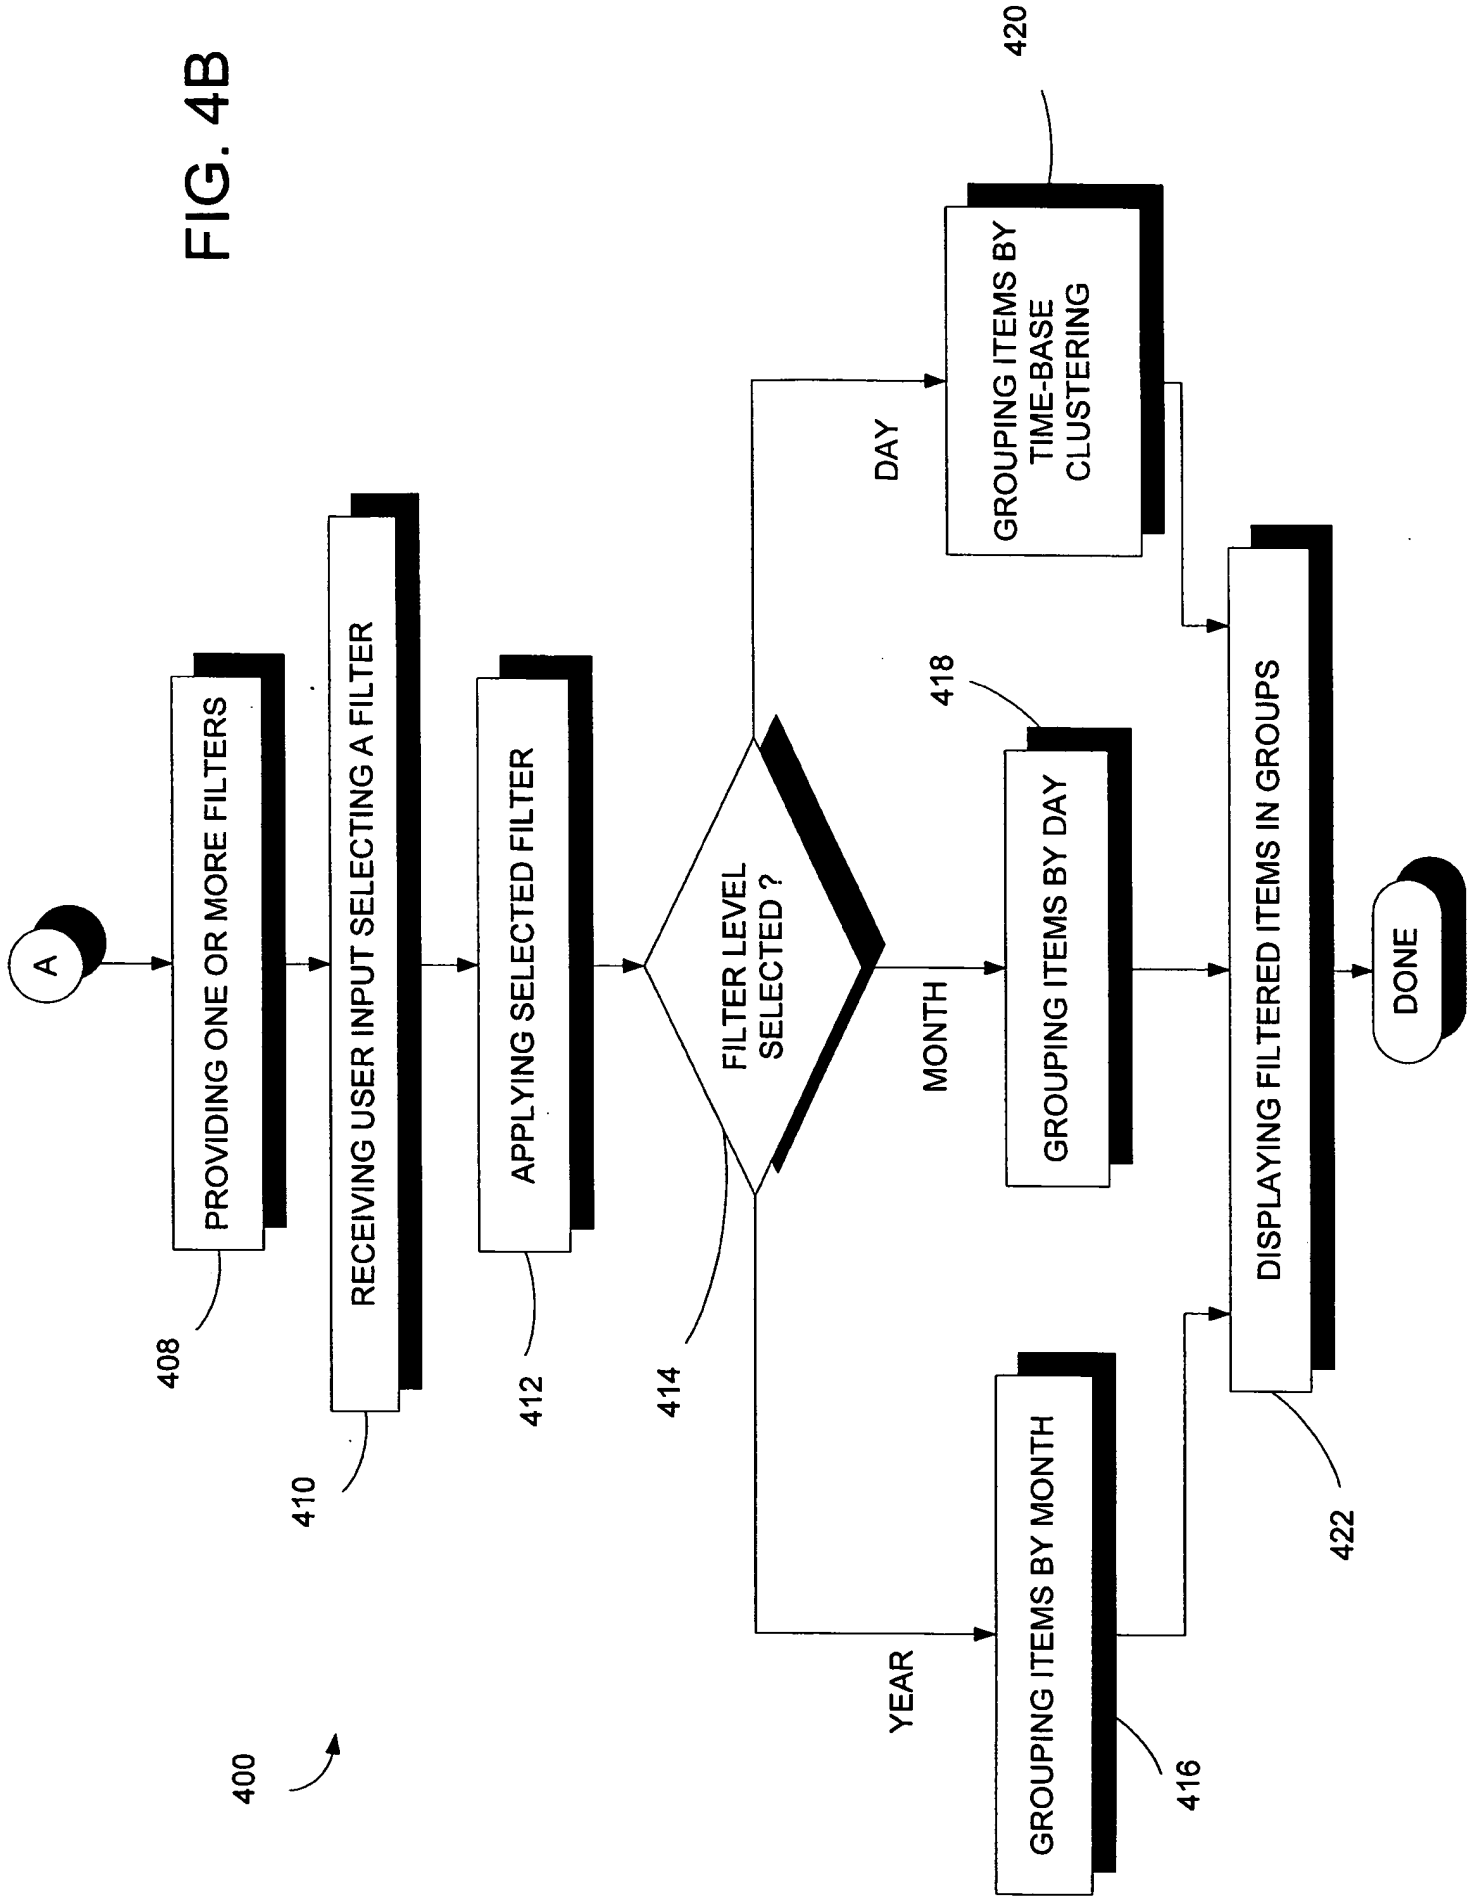 FIG. 4B
400
A
PROVIDING ONE OR MORE FILTERS
408
RECEIVING USER INPUT SELECTING A FILTER
410
APPLYING SELECTED FILTER
412
FILTER LEVEL
SELECTED ?
414
YEAR
MONTH
DAY
GROUPING ITEMS BY MONTH
416
GROUPING ITEMS BY DAY
418
GROUPING ITEMS BY
TIME-BASE
CLUSTERING
420
DISPLAYING FILTERED ITEMS IN GROUPS
422
DONE